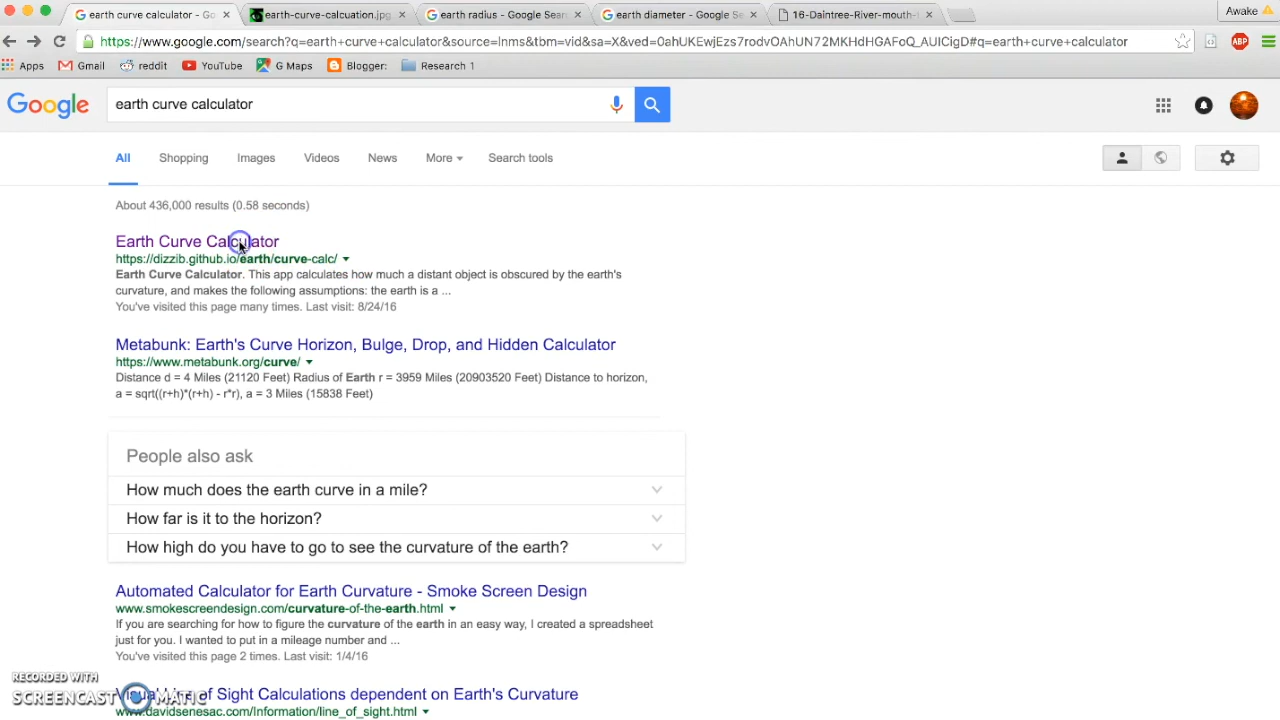 earth curve calculator - Go
earth-curve-calcuation.jpg
earth radius - Google Sear
earth diameter - Google Se
16-Daintree-River-mouth-
Awake
https://www.google.com/search?q=earth+curve+calculator&source=lnms&tbm=vid&sa=X&ved=0ahUKEwjEzs7rodvOAhUN72MKHdHGAFoQ_AUICigD#q=earth+curve+calculator
ABP
Apps Gmail reddit YouTube G Maps Blogger: Research 1
Google earth curve calculator
All Shopping Images Videos News More Search tools
About 436,000 results (0.58 seconds)
Earth Curve Calculator
https://dizzib.github.io/earth/curve-calc/
Earth Curve Calculator. This app calculates how much a distant object is obscured by the earth's
curvature, and makes the following assumptions: the earth is a ...
You've visited this page many times. Last visit: 8/24/16
Metabunk: Earth's Curve Horizon, Bulge, Drop, and Hidden Calculator
https://www.metabunk.org/curve/
Distance d = 4 Miles (21120 Feet) Radius of Earth r = 3959 Miles (20903520 Feet) Distance to horizon,
a = sqrt((r+h)*(r+h) - r*r), a = 3 Miles (15838 Feet)
People also ask
How much does the earth curve in a mile?
How far is it to the horizon?
How high do you have to go to see the curvature of the earth?
Automated Calculator for Earth Curvature - Smoke Screen Design
www.smokescreendesign.com/curvature-of-the-earth.html
If you are searching for how to figure the curvature of the earth in an easy way, I created a spreadsheet
just for you. I wanted to put in a mileage number and ...
You've visited this page 2 times. Last visit: 1/4/16
RECORDED WITH
SCREENCAST MATIC
of Sight Calculations dependent on Earth's Curvature
www.davidsenesac.com/Information/line_of_sight.html